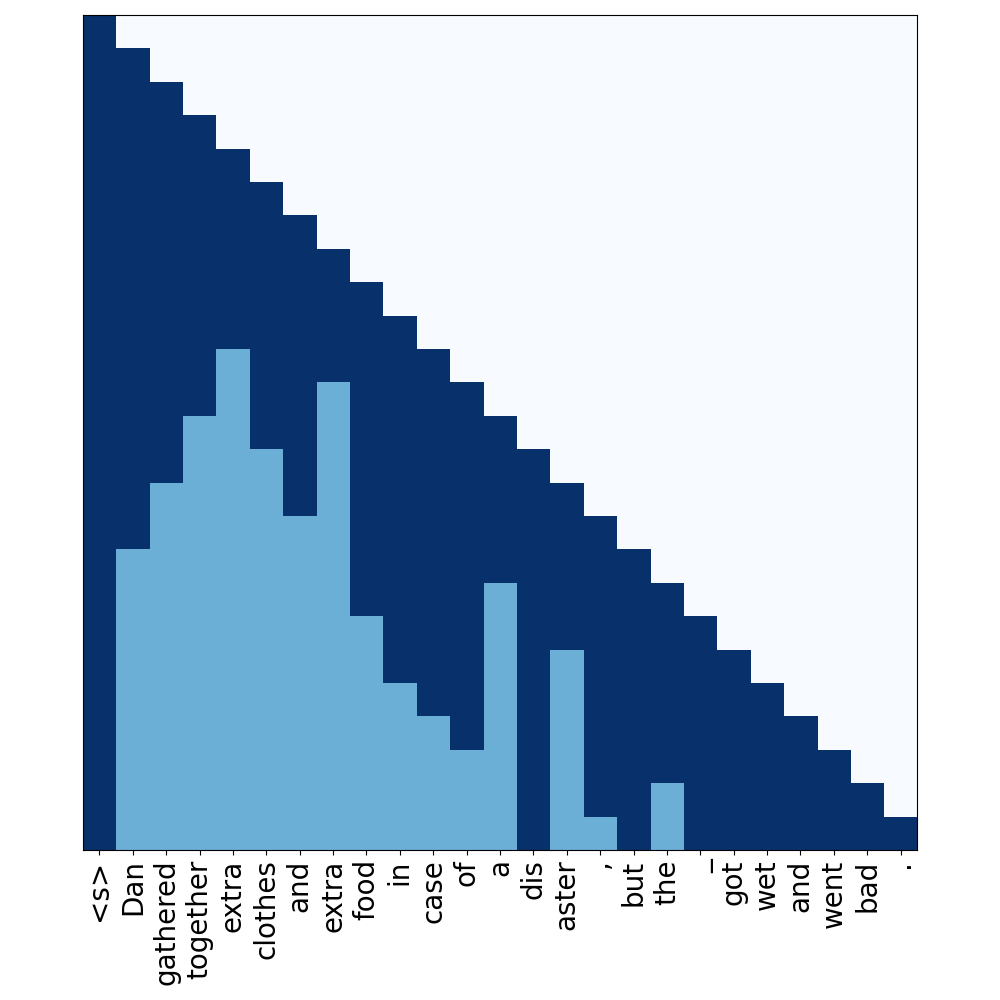 <s> Dan gathered together extra clothes and extra food in case of a dis aster , but the _ got wet and went bad .